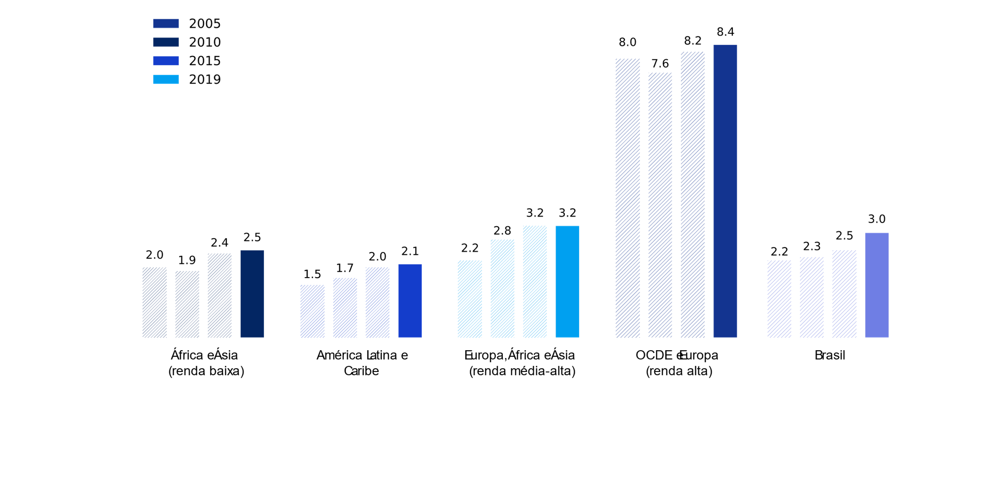 2005
2010
2015
2019
2.0
1.9
2.4
2.5
1.5
1.7
2.0
2.1
2.2
2.8
3.2
3.2
8.0
7.6
8.2
8.4
2.2
2.3
2.5
3.0
África e Ásia
(renda baixa)
América Latina e
Caribe
Europa, África e Ásia
(renda média-alta)
OCDE e Europa
(renda alta)
Brasil